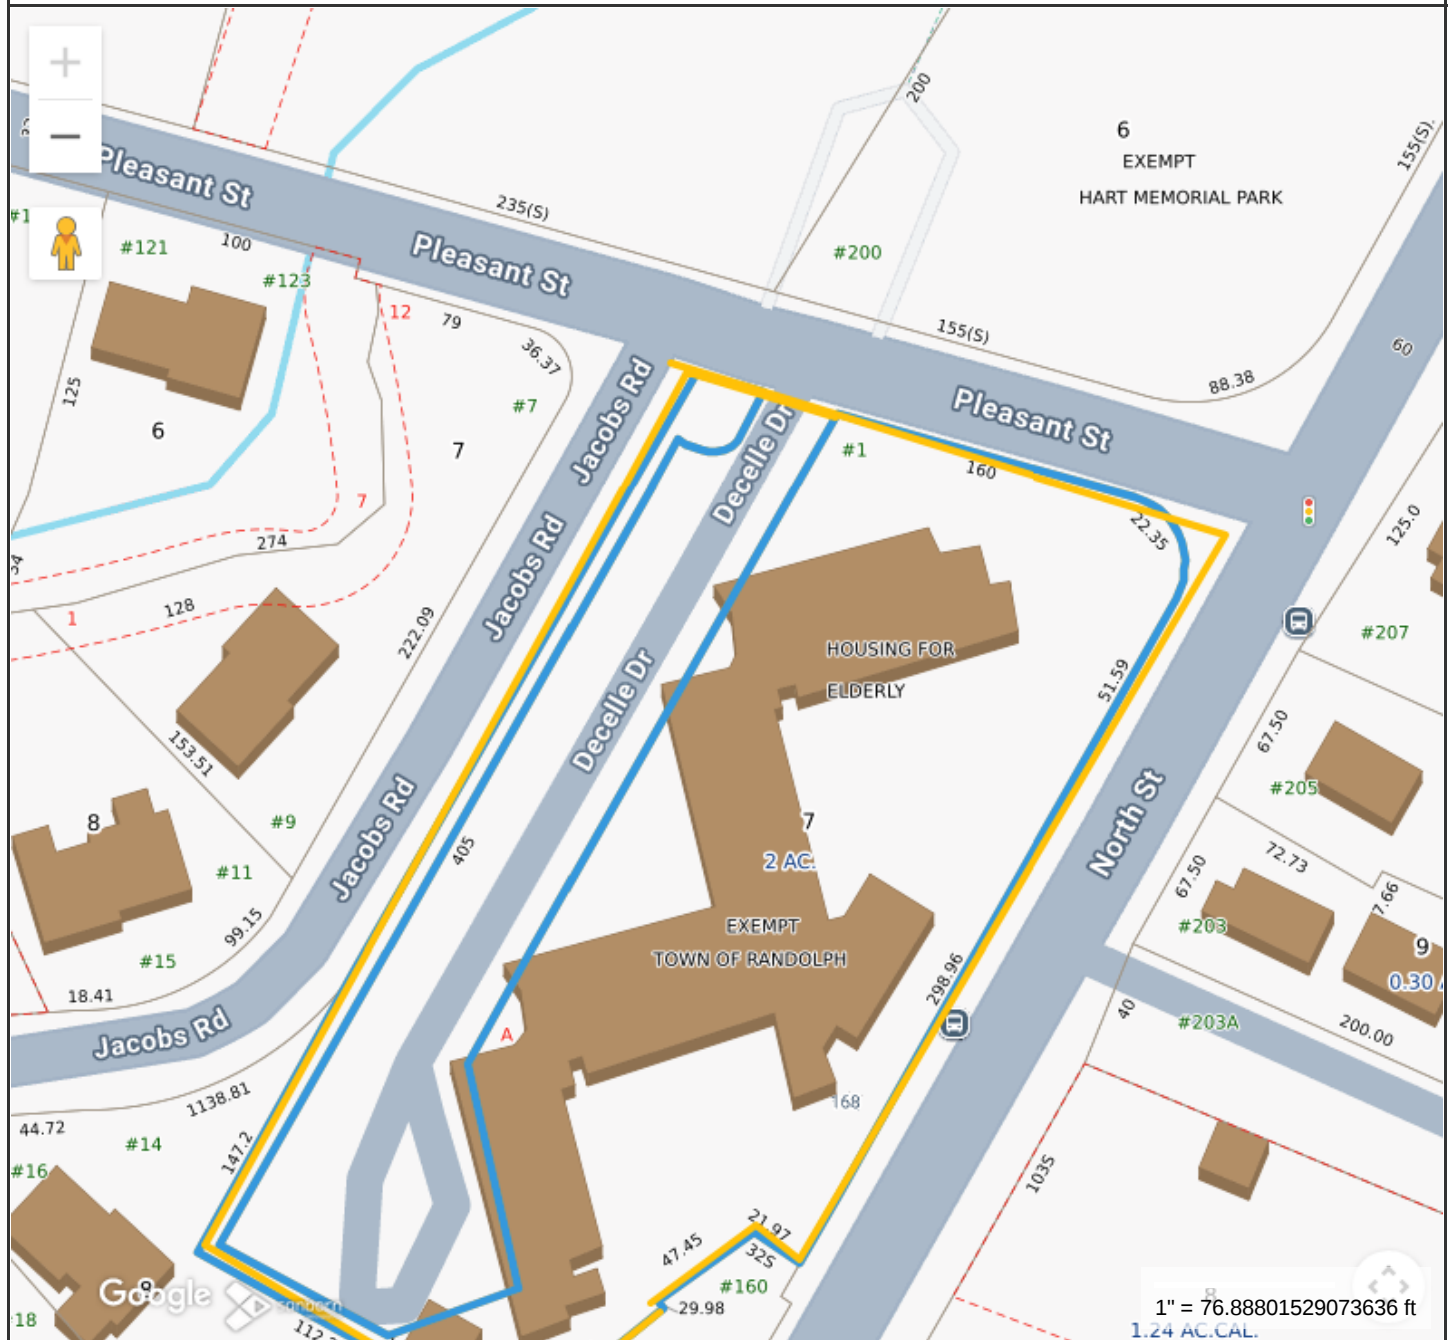 200
6
EXEMPT
HART MEMORIAL PARK
155(S)
Pleasant St
235(S)
#121
100
#123
Pleasant St
#200
12
79
36.37
155(S)
60
88.38
125
#7
6
7
Jacobs Rd
Decelle Dr
#1
Pleasant St
160
22.35
125.0
7
274
Jacobs Rd
128
1
222.09
HOUSING FOR
ELDERLY
#207
51.59
Decelle Dr
67.50
153.51
#205
8
#9
Jacobs Rd
405
7
2 AC.
North St
72.73
67.50
7.66
#11
99.15
EXEMPT
TOWN OF RANDOLPH
#203
9
#15
298.96
0.30
18.41
Jacobs Rd
A
40
#203A
200.00
1138.81
168
44.72
#14
147.2
#16
103S
21.97
47.45
32S
#160
29.98
Google
sanborn
9
8
18
1" = 76.88801529073636 ft
1.24 AC.CAL.